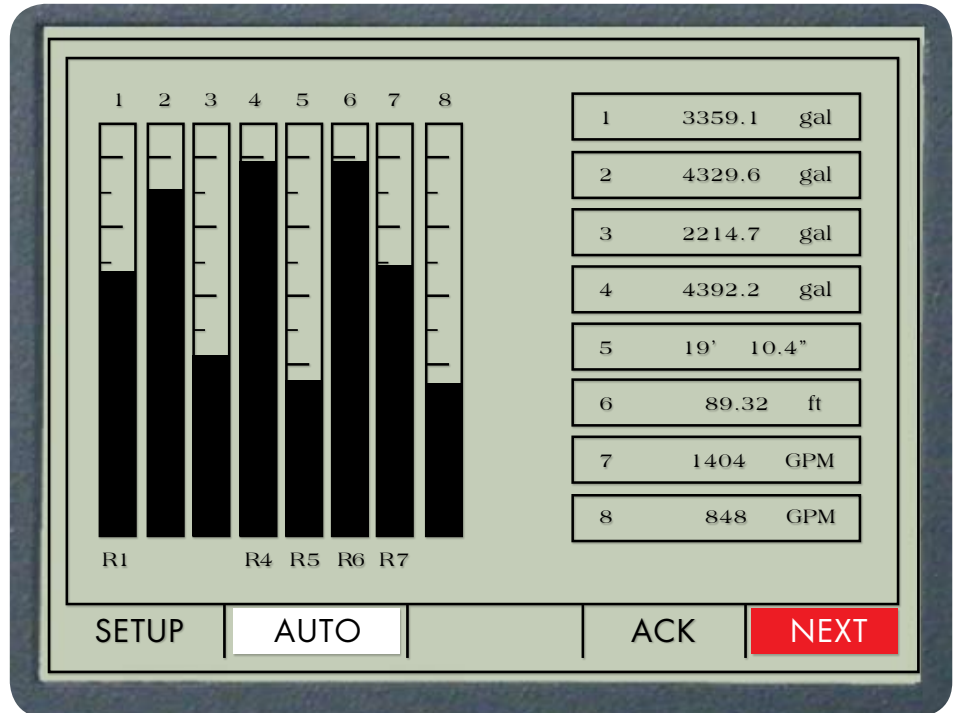 1 2 3 4 5 6 7 8
R1 R4 R5 R6 R7
1 3359.1 gal
2 4329.6 gal
3 2214.7 gal
4 4392.2 gal
5 19' 10.4"
6 89.32 ft
7 1404 GPM
8 848 GPM
SETUP AUTO ACK NEXT